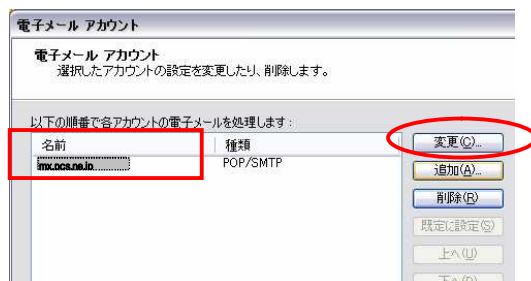 電子メール アカウント
電子メール アカウント
選択したアカウントの設定を変更したり、削除します。
以下の順番で各アカウントの電子メールを処理します:
名前 種類
mx.ncs.ne.jp POP/SMTP
変更(C)...
追加(A)...
削除(R)
既定に設定(S)
上へ(U)
下へ(D)